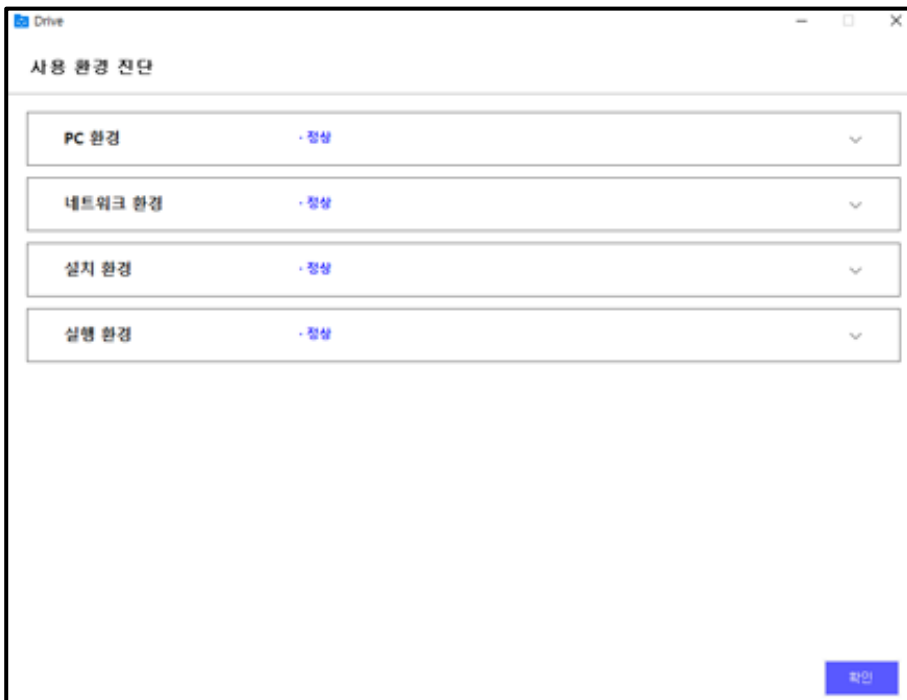 Drive
사용 환경 진단
PC 환경 · 정상
네트워크 환경 · 정상
설치 환경 · 정상
실행 환경 · 정상
확인